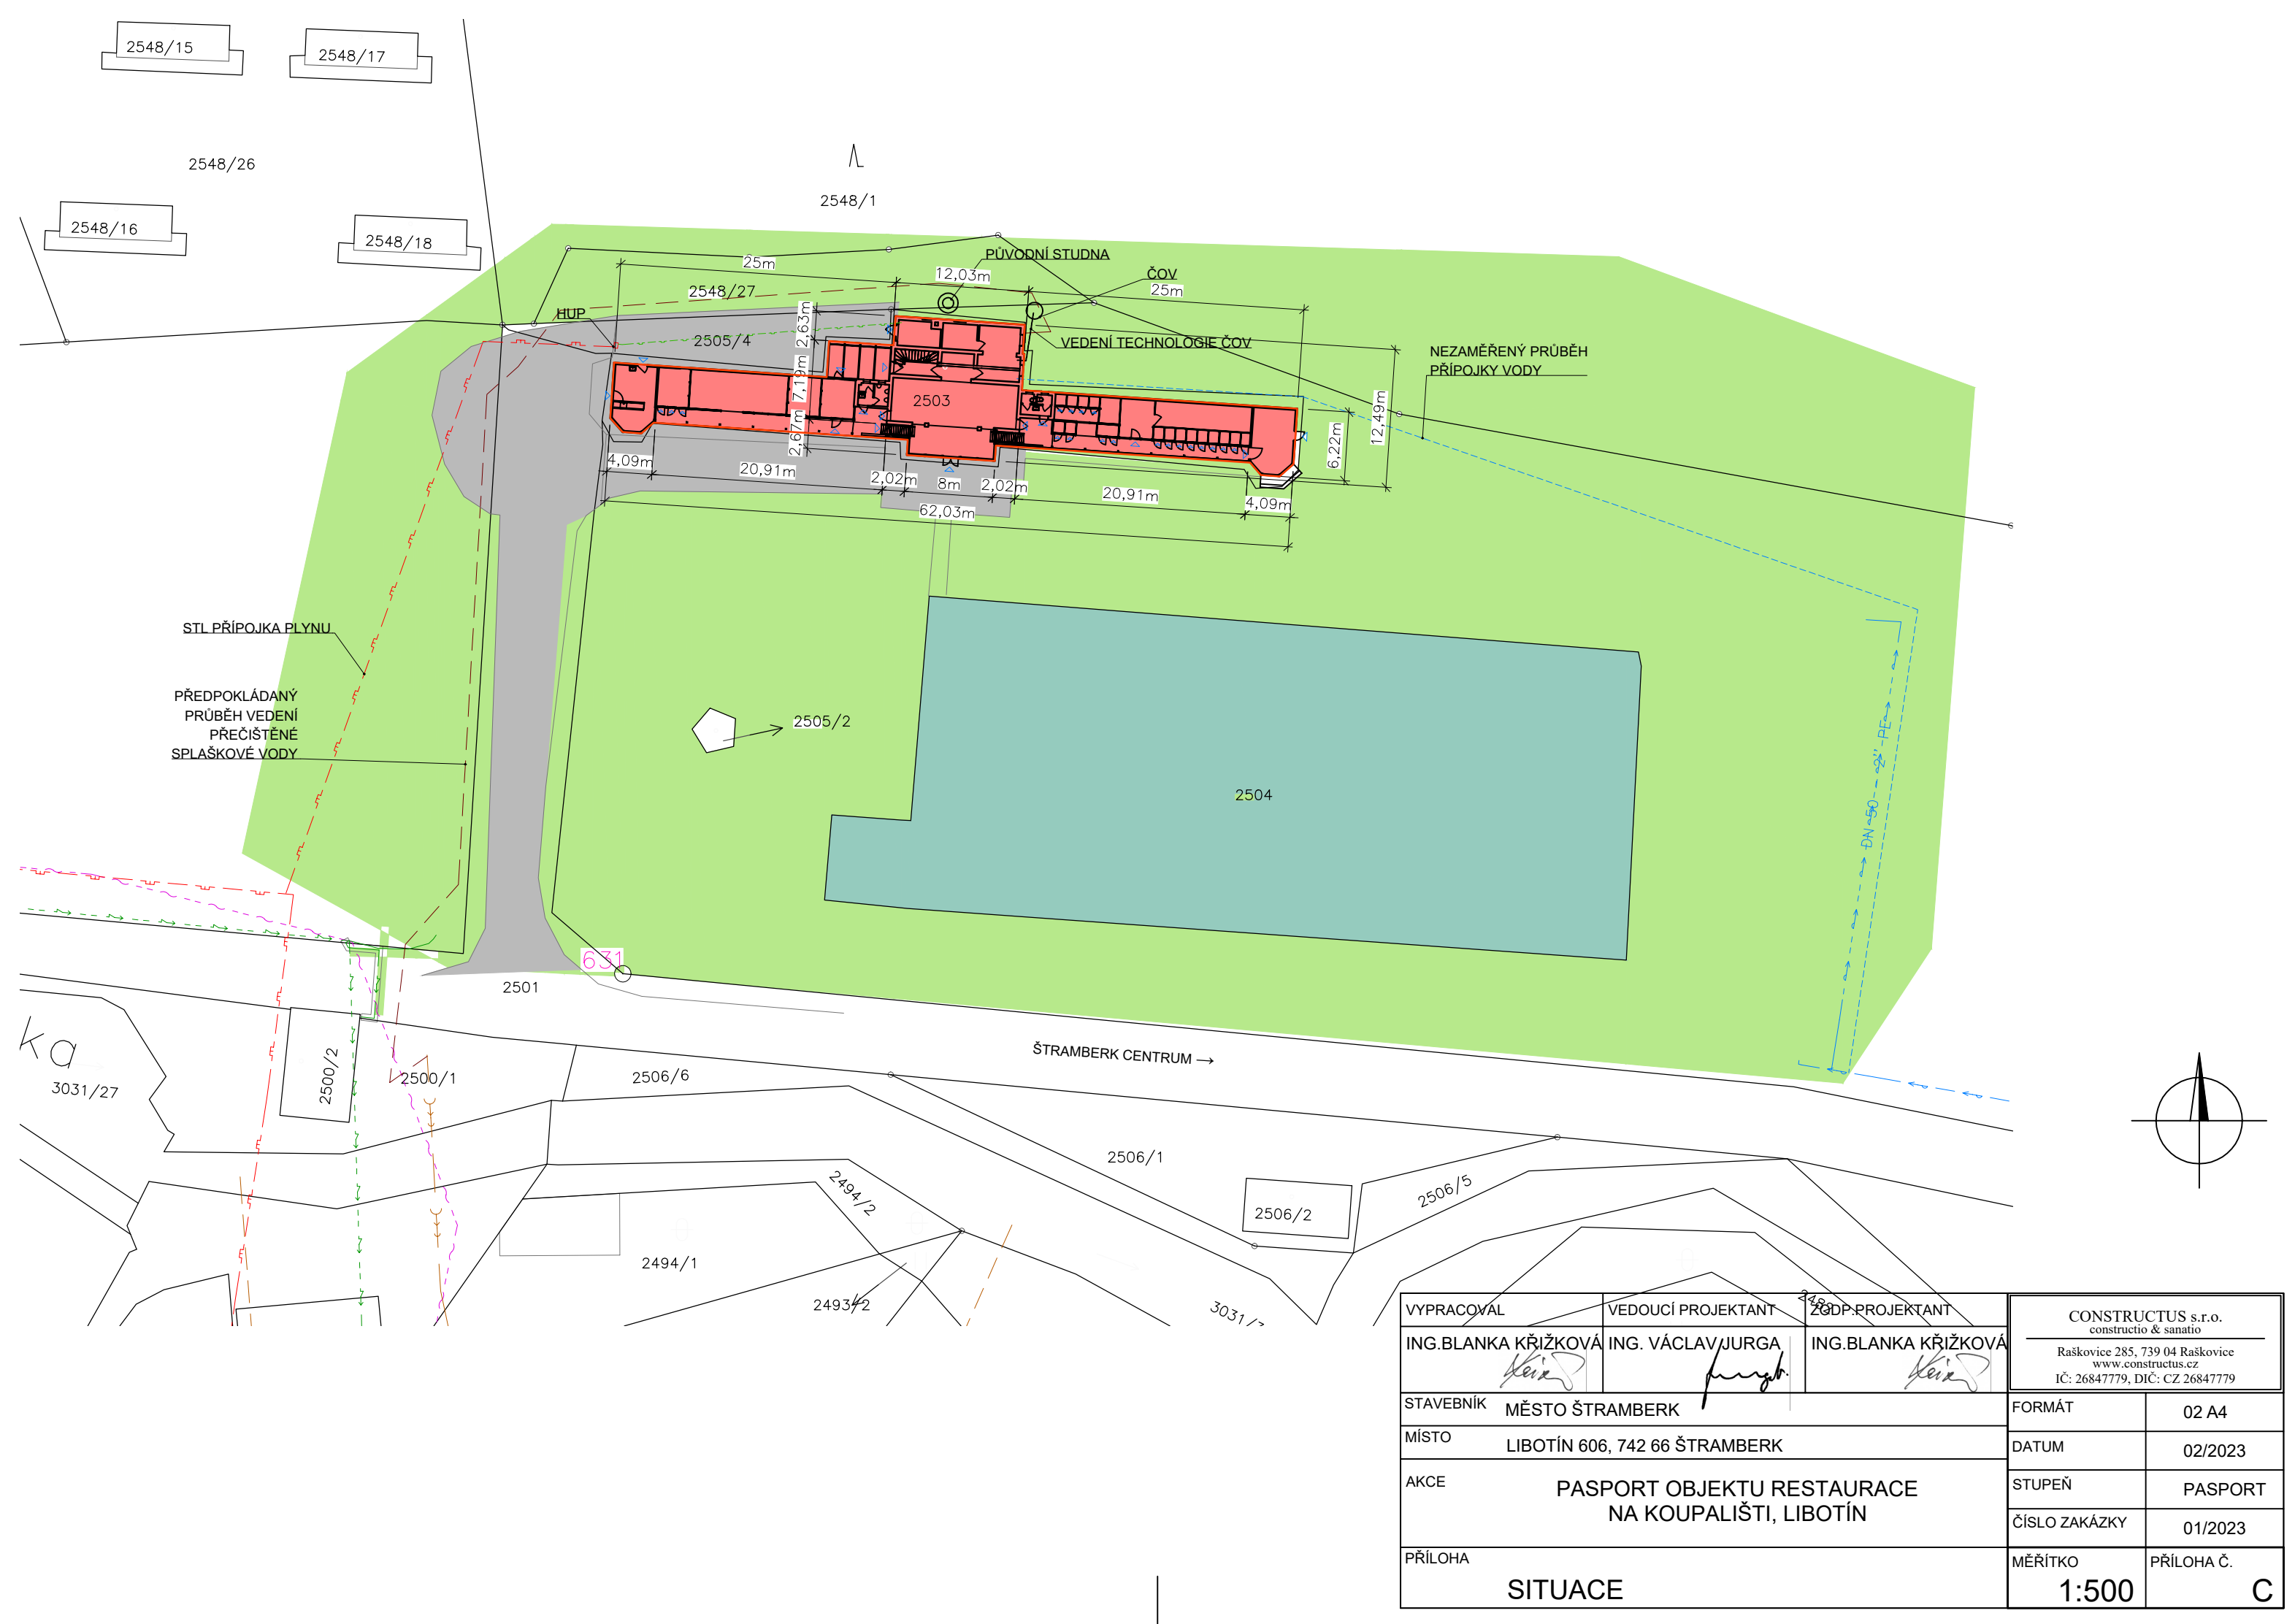 2548/15
2548/17
2548/26
2548/1
2548/16
2548/18
PŮVODNÍ STUDNA
25m
12,03m
ČOV
25m
2548/27
HUP
2,63m
2505/4
VEDENÍ TECHNOLOGIE ČOV
NEZAMĚŘENÝ PRŮBĚH
PŘÍPOJKY VODY
7,19m
2503
2,67m
12,49m
6,22m
4,09m
20,91m
2,02m
8m
2,02m
20,91m
4,09m
62,03m
STL PŘÍPOJKA PLYNU
PŘEDPOKLÁDANÝ
PRŮBĚH VEDENÍ
PŘEČIŠTĚNÉ
SPLAŠKOVÉ VODY
2505/2
2504
DN 50 - 2" PE
631
2501
ka
3031/27
2500/2
2500/1
2506/6
ŠTRAMBERK CENTRUM →
2506/1
2494/2
2506/5
2506/2
2494/1
2493/2
VYPRACOVAL
VEDOUCÍ PROJEKTANT
ZODP.PROJEKTANT
ING.BLANKA KŘIŽKOVÁ
ING. VÁCLAV JURGA
ING.BLANKA KŘIŽKOVÁ
CONSTRUCTUS s.r.o.
constructio & sanatio
Raškovice 285, 739 04 Raškovice
www.constructus.cz
IČ: 26847779, DIČ: CZ 26847779
STAVEBNÍK MĚSTO ŠTRAMBERK
MÍSTO LIBOTÍN 606, 742 66 ŠTRAMBERK
AKCE PASPORT OBJEKTU RESTAURACE
NA KOUPALIŠTI, LIBOTÍN
PŘÍLOHA
SITUACE
FORMÁT 02 A4
DATUM 02/2023
STUPEŇ PASPORT
ČÍSLO ZAKÁZKY 01/2023
MĚŘÍTKO
1:500
PŘÍLOHA Č.
C